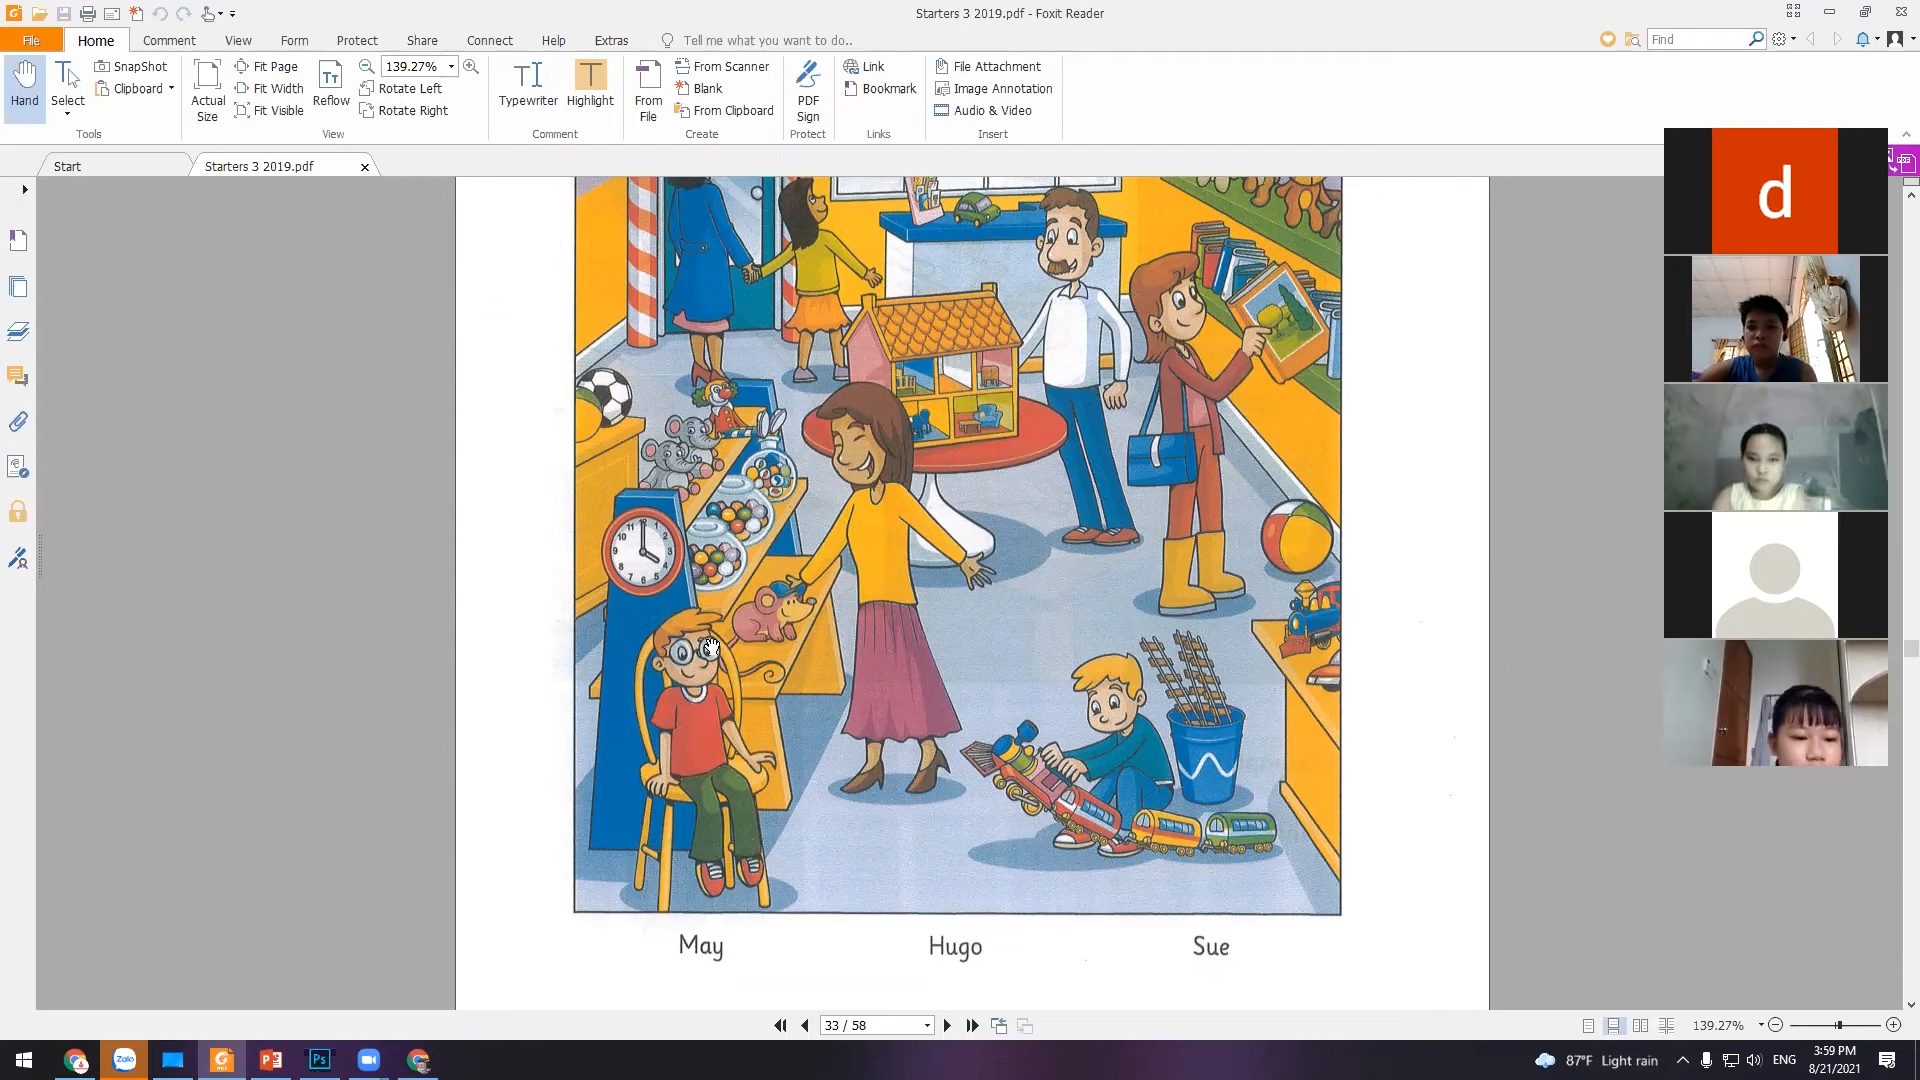 Starters 3 2019.pdf - Foxit Reader
File Home Comment View Form Protect Share Connect Help Extras Tell me what you want to do.. Find
SnapShot Fit Page 139.27% From Scanner Link File Attachment
Clipboard Fit Width Rotate Left Blank Bookmark Image Annotation
Fit Visible Rotate Right From Clipboard Audio & Video
Hand Select Actual Size Reflow Typewriter Highlight From File PDF Sign
Tools View Comment Create Protect Links Insert
Start Starters 3 2019.pdf
d
May Hugo Sue
33 / 58 139.27%
Zalo Ps 87°F Light rain ENG 3:59 PM
8/21/2021